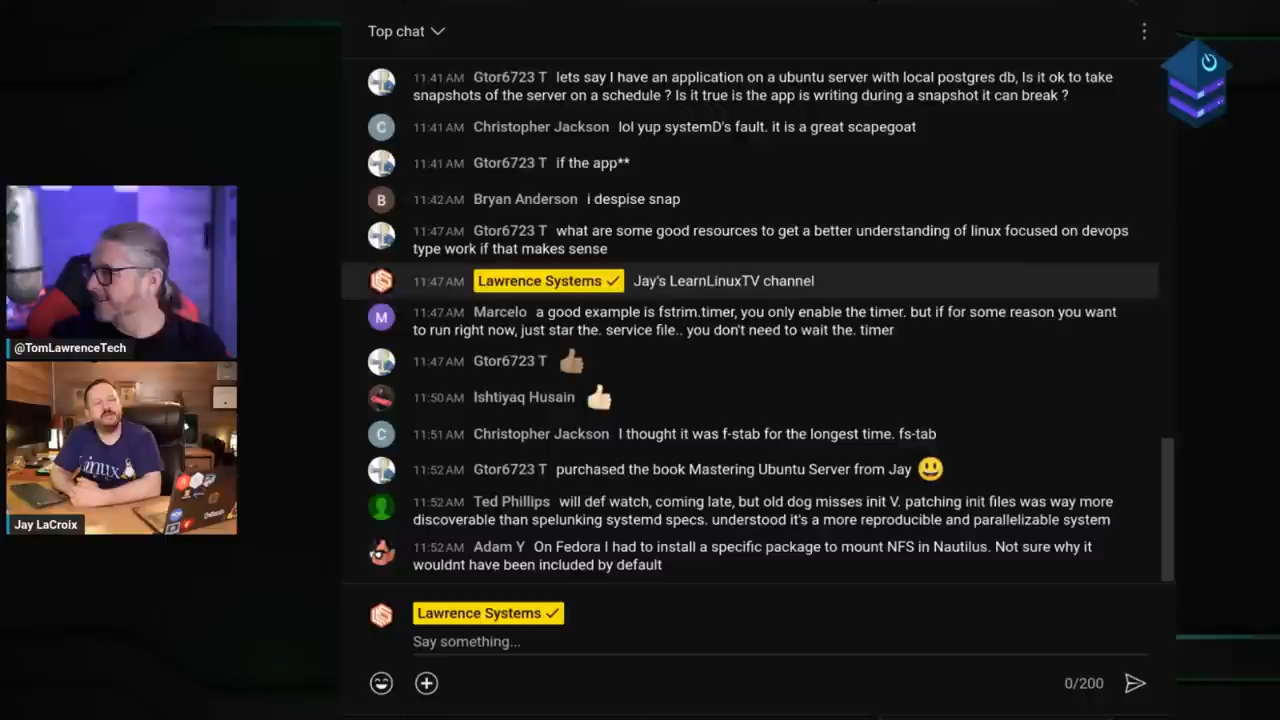 Top chat
11:41 AM Gtor6723 T lets say I have an application on a ubuntu server with local postgres db, Is it ok to take
snapshots of the server on a schedule ? Is it true is the app is writing during a snapshot it can break ?
C 11:41 AM Christopher Jackson lol yup systemD's fault. it is a great scapegoat
11:41 AM Gtor6723 T if the app**
B 11:42 AM Bryan Anderson i despise snap
11:47 AM Gtor6723 T what are some good resources to get a better understanding of linux focused on devops
type work if that makes sense
11:47 AM Lawrence Systems Jay's LearnLinuxTV channel
M 11:47 AM Marcelo a good example is fstrim.timer, you only enable the timer. but if for some reason you want
to run right now, just star the. service file.. you don't need to wait the. timer
@TomLawrenceTech
11:47 AM Gtor6723 T 👍🏽
11:50 AM Ishtiyaq Husain 👍🏻
C 11:51 AM Christopher Jackson I thought it was f-stab for the longest time. fs-tab
11:52 AM Gtor6723 T purchased the book Mastering Ubuntu Server from Jay 😃
Linux
11:52 AM Ted Phillips will def watch, coming late, but old dog misses init V. patching init files was way more
discoverable than spelunking systemd specs. understood it's a more reproducible and parallelizable system
Jay LaCroix
11:52 AM Adam Y On Fedora I had to install a specific package to mount NFS in Nautilus. Not sure why it
wouldnt have been included by default
Lawrence Systems
Say something...
0/200